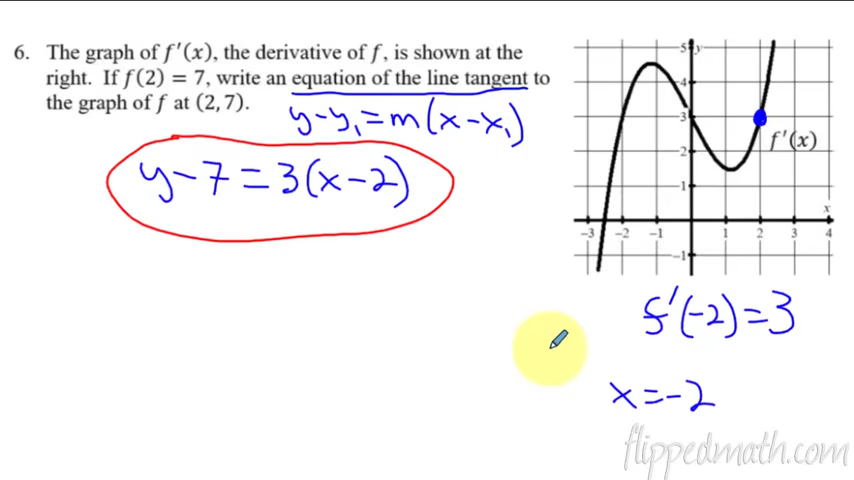 6. The graph of f'(x), the derivative of f, is shown at the
right. If f(2) = 7, write an equation of the line tangent to
the graph of f at (2, 7).
y-y₁=m(x-x₁)
y-7=3(x-2)
5 y
4
3
f'(x)
2
1
x
-3 -2 -1 1 2 3 4
-1
f'(-2)=3
x=-2
flippedmath.com